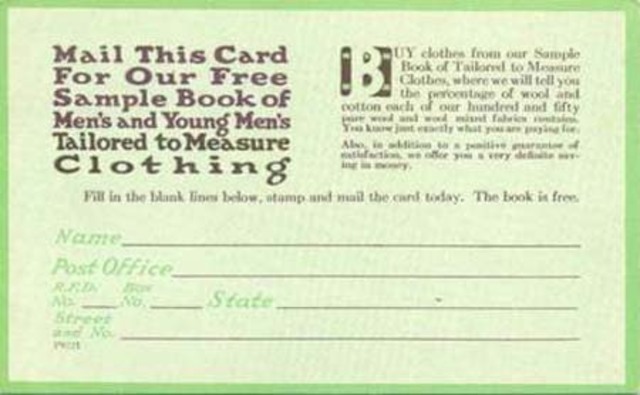 Mail This Card
For Our Free
Sample Book of
Men's and Young Men's
Tailored to Measure
Clothing
BUY clothes from our Sample
Book of Tailored to Measure
Clothes, where we will tell you
the percentage of wool and
cotton each of our hundred and fifty
pure wool and wool mixed fabrics contains.
You know just exactly what you are paying for.
Also, in addition to a positive guarantee of
satisfaction, we offer you a very definite sav-
ing in money.
Fill in the blank lines below, stamp and mail the card today. The book is free.
Name
Post Office
R.F.D. Box
No. No. State
Street
and No.